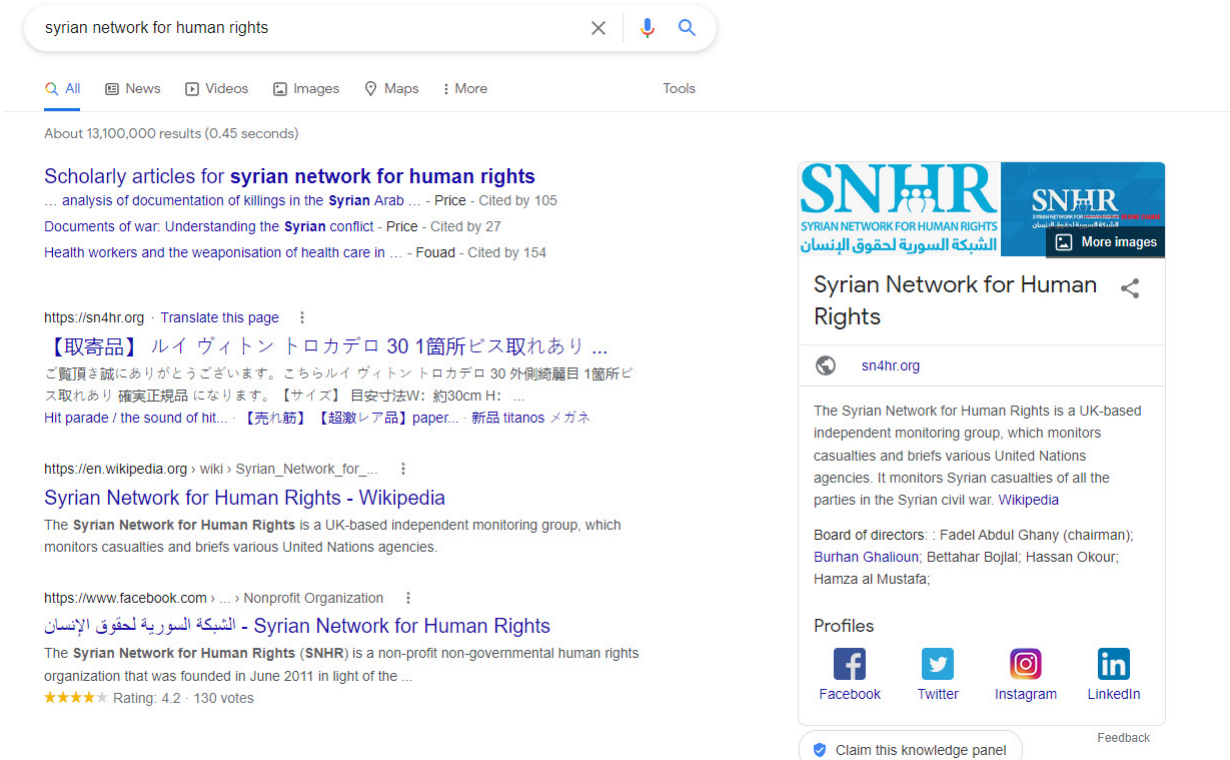 syrian network for human rights
All News Videos Images Maps More Tools
About 13,100,000 results (0.45 seconds)
Scholarly articles for syrian network for human rights
... analysis of documentation of killings in the Syrian Arab ... - Price - Cited by 105
Documents of war: Understanding the Syrian conflict - Price - Cited by 27
Health workers and the weaponisation of health care in ... - Fouad - Cited by 154
https://sn4hr.org · Translate this page
【取寄品】 ルイ ヴィトン トロカデロ 30 1箇所ビス取れあり ...
ご覧頂き誠にありがとうございます。こちらルイ ヴィトン トロカデロ 30 外側綺麗目 1箇所ビ
ス取れあり 確実正規品 になります。【サイズ】 目安寸法W: 約30cm H: ...
Hit parade / the sound of hit... · 【売れ筋】 【超激レア品】paper... · 新品 titanos メガネ
https://en.wikipedia.org › wiki › Syrian_Network_for_...
Syrian Network for Human Rights - Wikipedia
The Syrian Network for Human Rights is a UK-based independent monitoring group, which
monitors casualties and briefs various United Nations agencies.
https://www.facebook.com › ... › Nonprofit Organization
الشبكة السورية لحقوق الإنسان - Syrian Network for Human Rights
The Syrian Network for Human Rights (SNHR) is a non-profit non-governmental human rights
organization that was founded in June 2011 in light of the ...
Rating: 4.2 · 130 votes
SNHR
SYRIAN NETWORK FOR HUMAN RIGHTS
الشبكة السورية لحقوق الإنسان
SNHR
More images
Syrian Network for Human
Rights
sn4hr.org
The Syrian Network for Human Rights is a UK-based
independent monitoring group, which monitors
casualties and briefs various United Nations
agencies. It monitors Syrian casualties of all the
parties in the Syrian civil war. Wikipedia
Board of directors: : Fadel Abdul Ghany (chairman);
Burhan Ghalioun; Bettahar Bojlal; Hassan Okour;
Hamza al Mustafa;
Profiles
Facebook Twitter Instagram LinkedIn
Feedback
Claim this knowledge panel